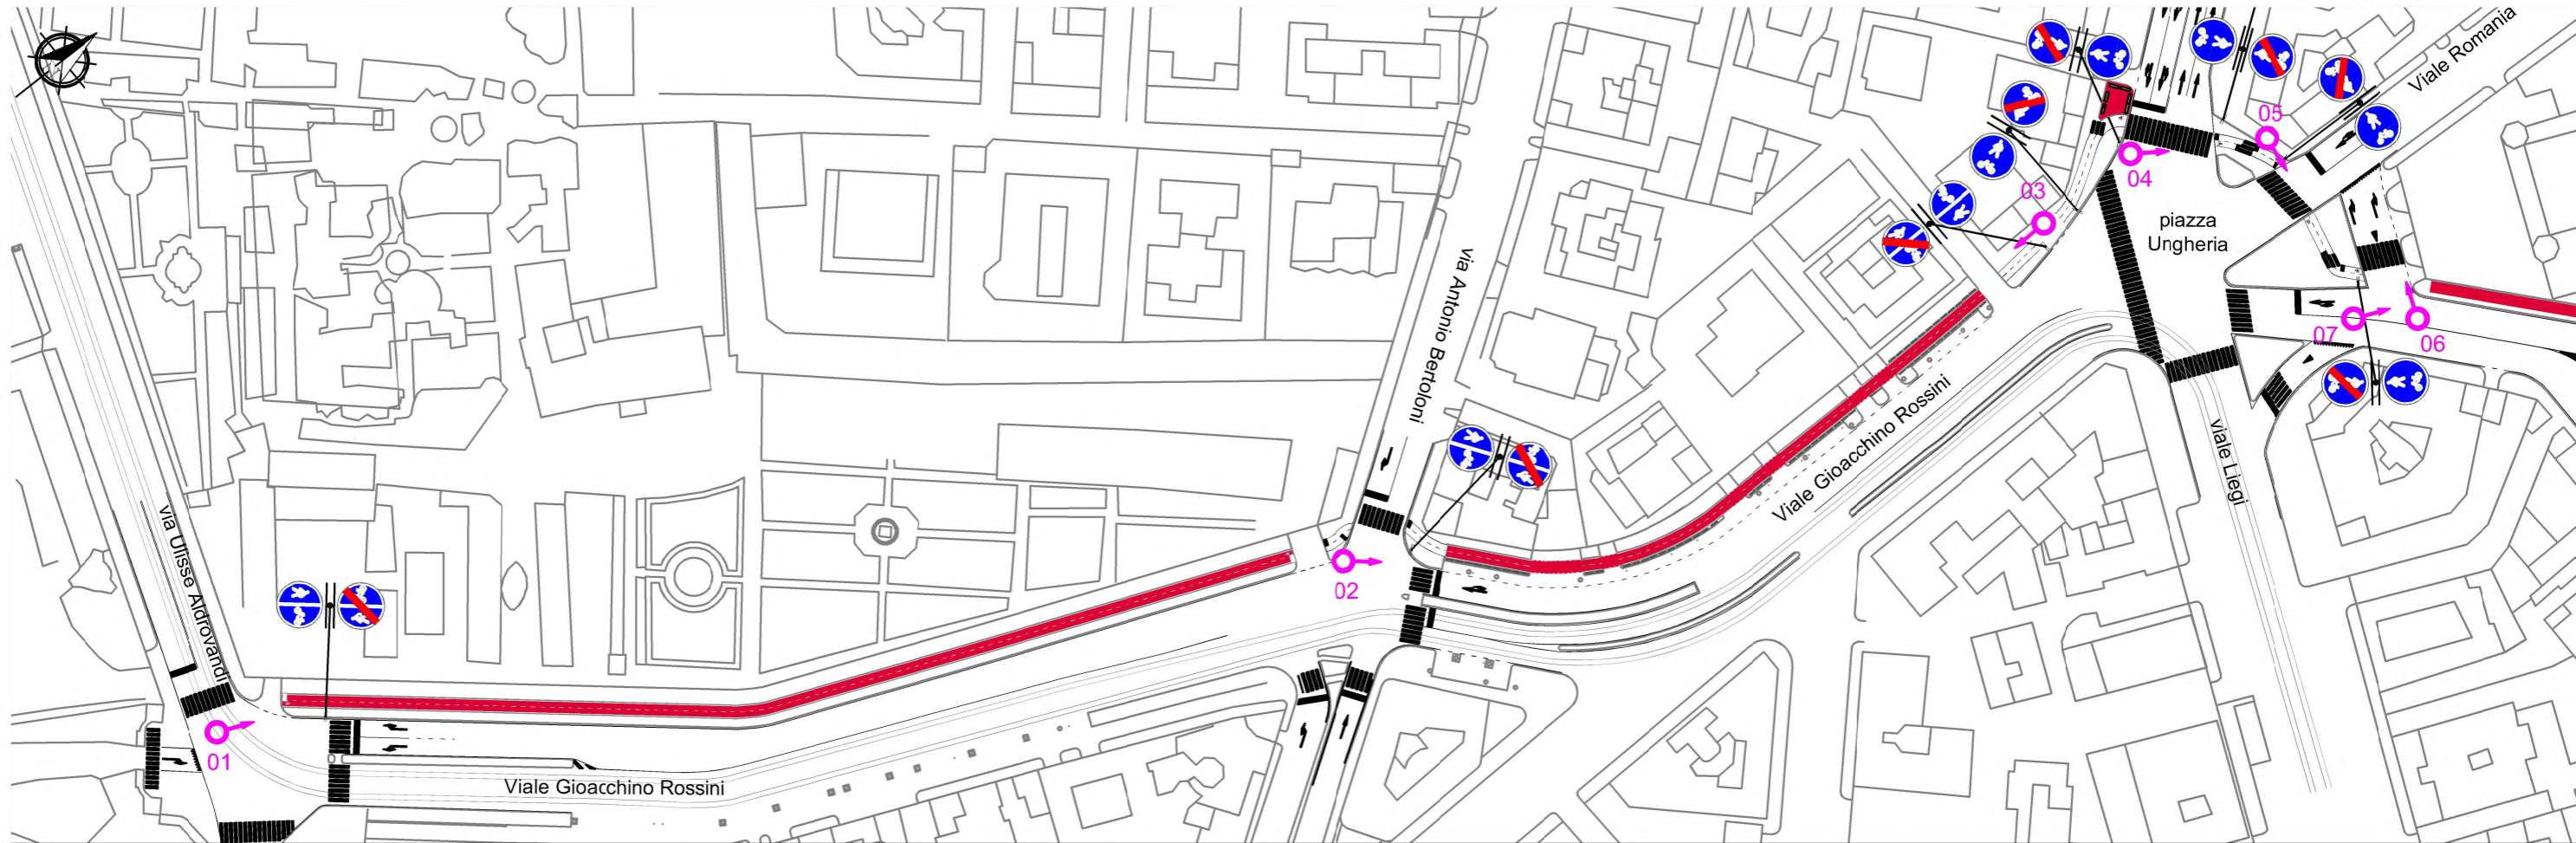 Viale Romania
05
04
03
piazza
Ungheria
via Antonio Bertoloni
07
06
Viale Gioacchino Rossini
viale Liegi
via Ulisse Aldrovandi
02
01
Viale Gioacchino Rossini